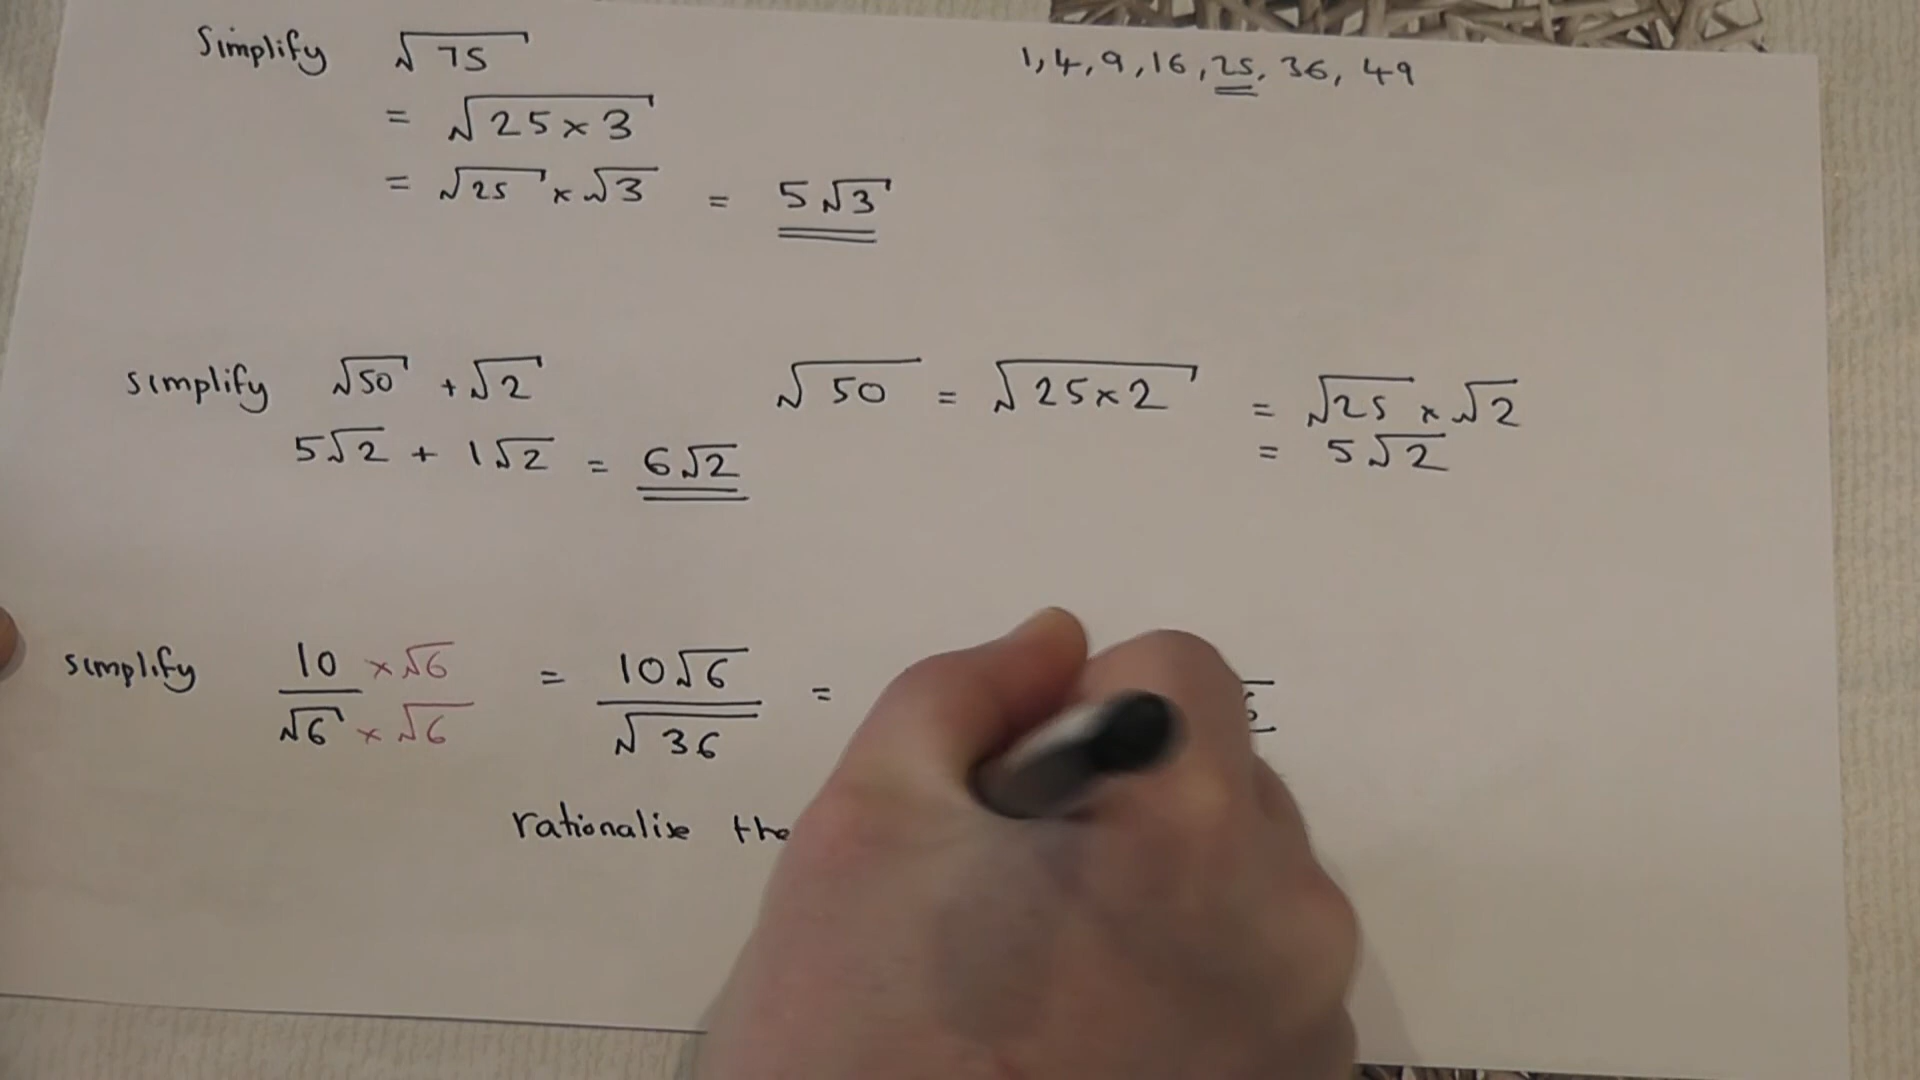 Simplify √75
1, 4, 9, 16, 25, 36, 49
= √25 × 3
= √25 × √3 = 5√3
simplify √50 + √2
√50 = √25×2 = √25 × √2
5√2 + 1√2 = 6√2
= 5√2
simplify 10 × √6 / √6 × √6 = 10√6 / √36 =
rationalise the